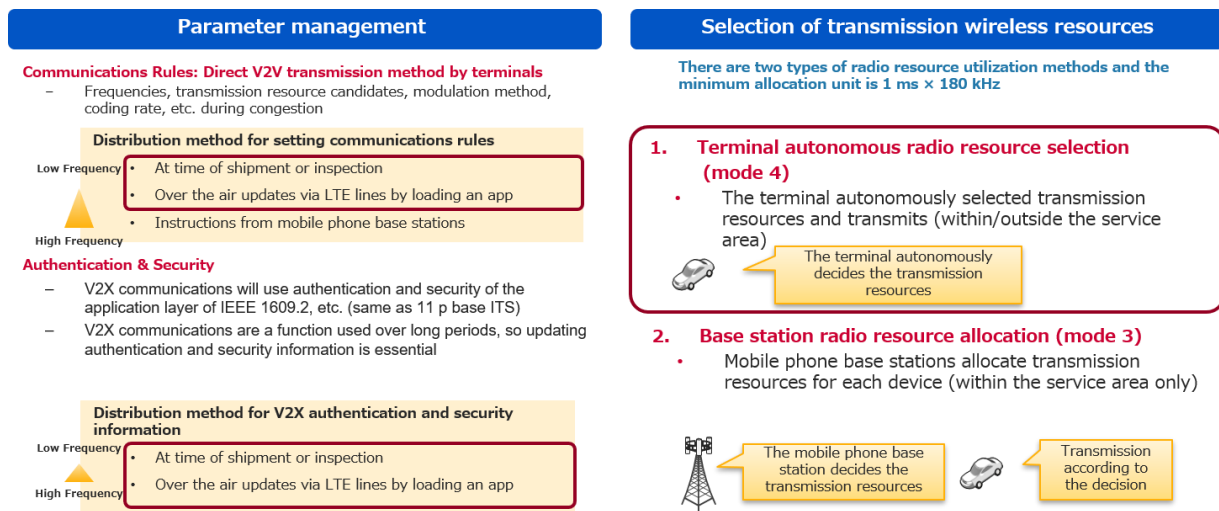 Parameter management
Communications Rules: Direct V2V transmission method by terminals
– Frequencies, transmission resource candidates, modulation method,
coding rate, etc. during congestion
Distribution method for setting communications rules
Low Frequency
• At time of shipment or inspection
• Over the air updates via LTE lines by loading an app
• Instructions from mobile phone base stations
High Frequency
Authentication & Security
– V2X communications will use authentication and security of the
application layer of IEEE 1609.2, etc. (same as 11 p base ITS)
– V2X communications are a function used over long periods, so updating
authentication and security information is essential
Distribution method for V2X authentication and security
information
Low Frequency
• At time of shipment or inspection
• Over the air updates via LTE lines by loading an app
High Frequency
Selection of transmission wireless resources
There are two types of radio resource utilization methods and the
minimum allocation unit is 1 ms × 180 kHz
1. Terminal autonomous radio resource selection
(mode 4)
• The terminal autonomously selected transmission
resources and transmits (within/outside the service
area)
The terminal autonomously
decides the transmission
resources
2. Base station radio resource allocation (mode 3)
• Mobile phone base stations allocate transmission
resources for each device (within the service area only)
The mobile phone base
station decides the
transmission resources
Transmission
according to
the decision